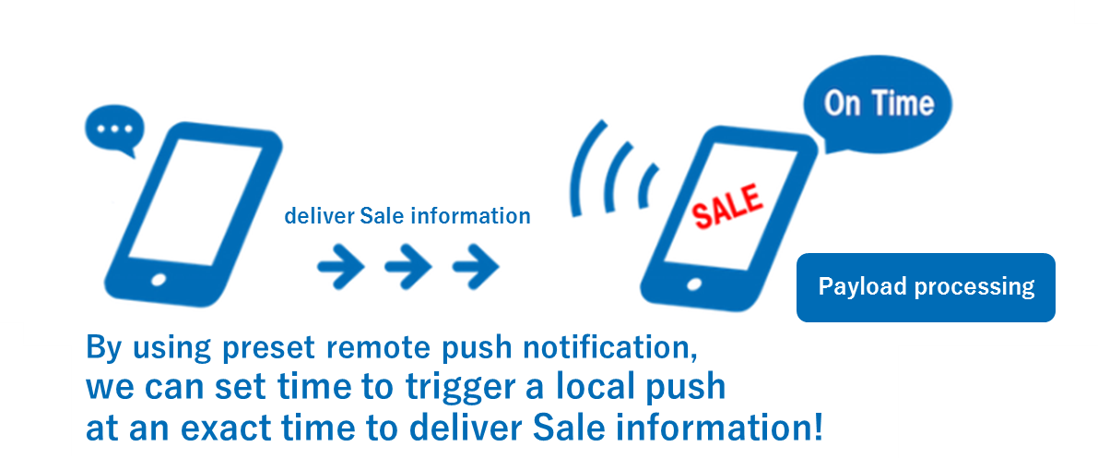 On Time
SALE
deliver Sale information
Payload processing
By using preset remote push notification,
we can set time to trigger a local push
at an exact time to deliver Sale information!